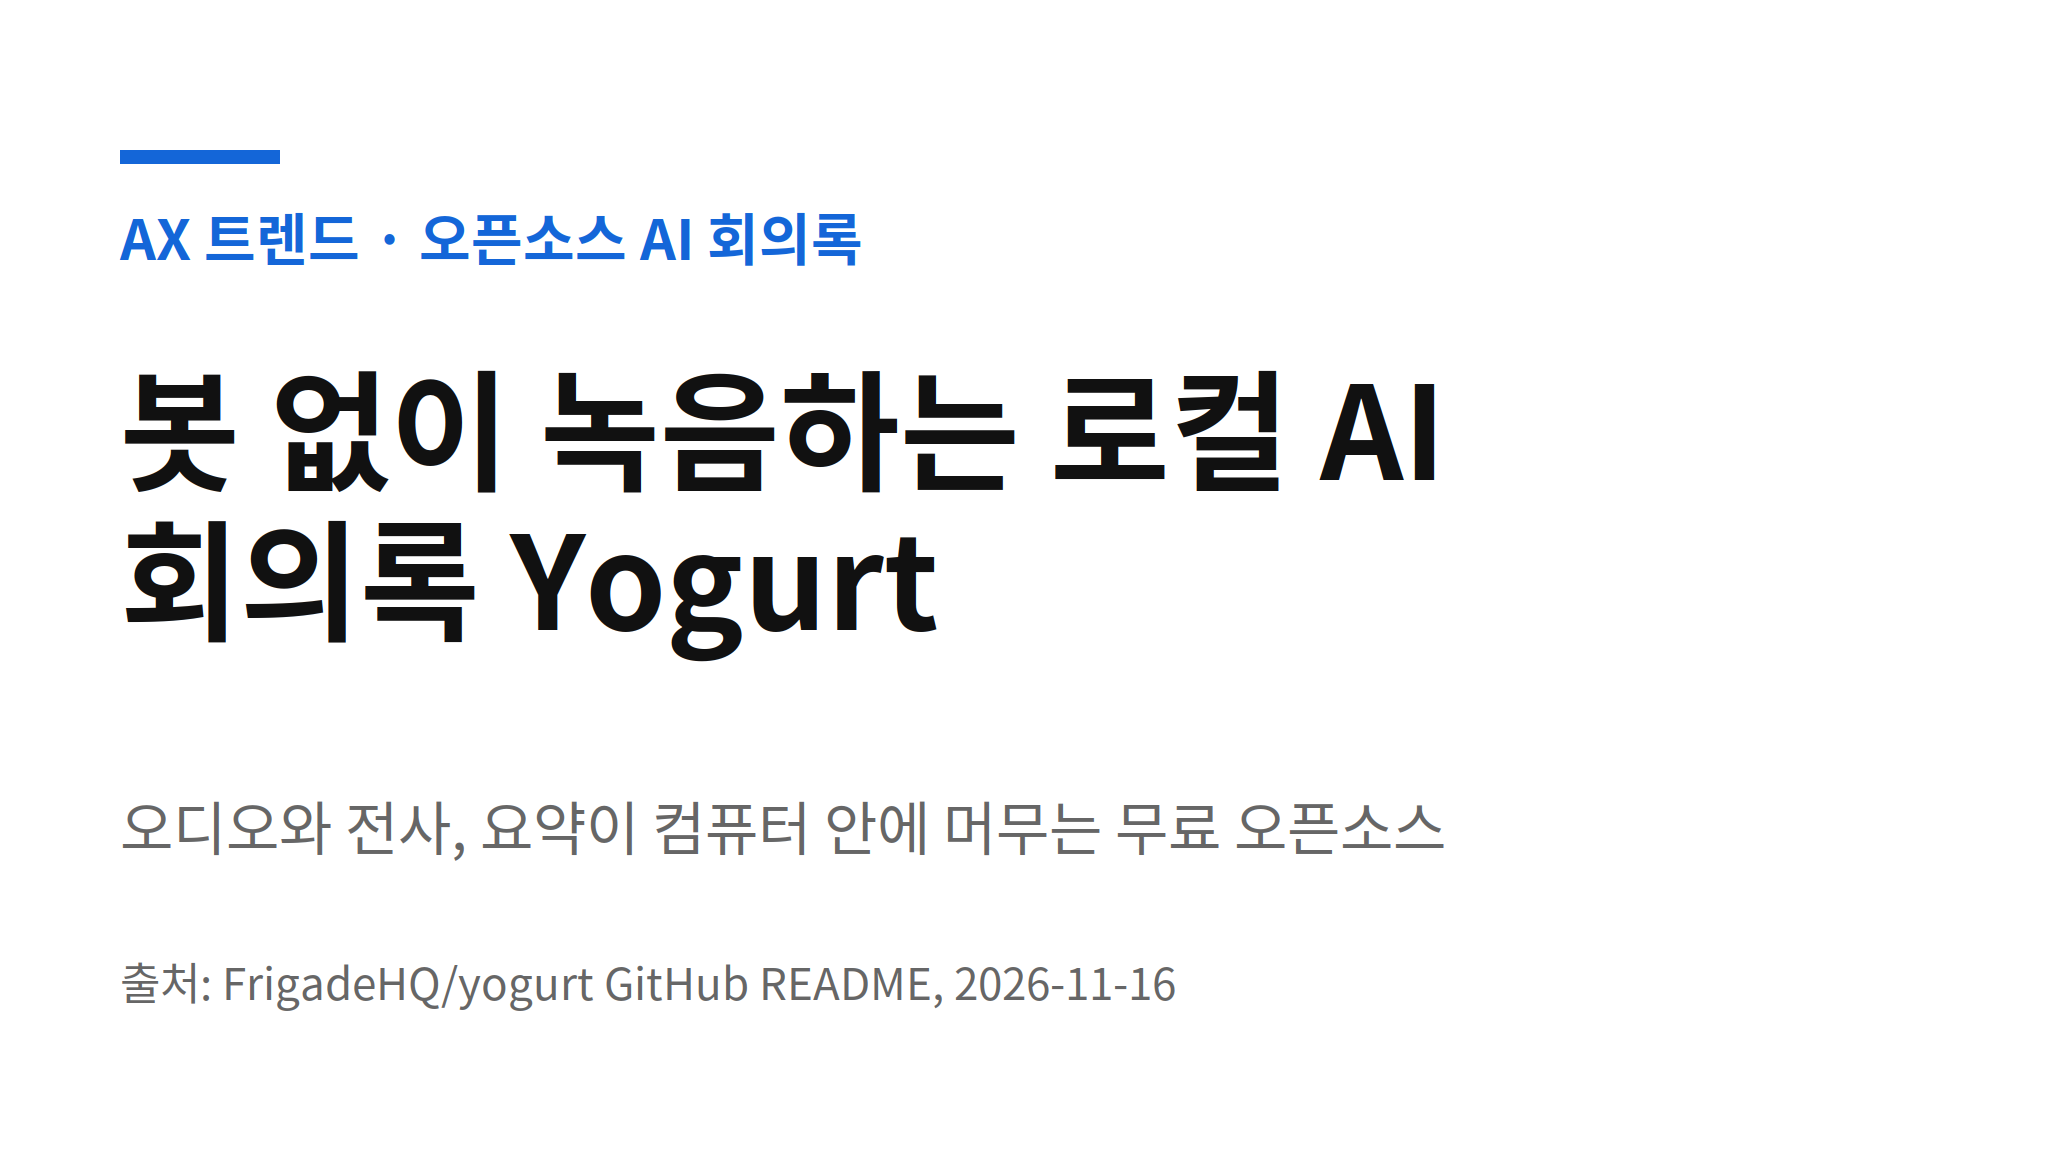 AX 트렌드 · 오픈소스 AI 회의록
봇 없이 녹음하는 로컬 AI
회의록 Yogurt
오디오와 전사, 요약이 컴퓨터 안에 머무는 무료 오픈소스
출처: FrigadeHQ/yogurt GitHub README, 2026-11-16